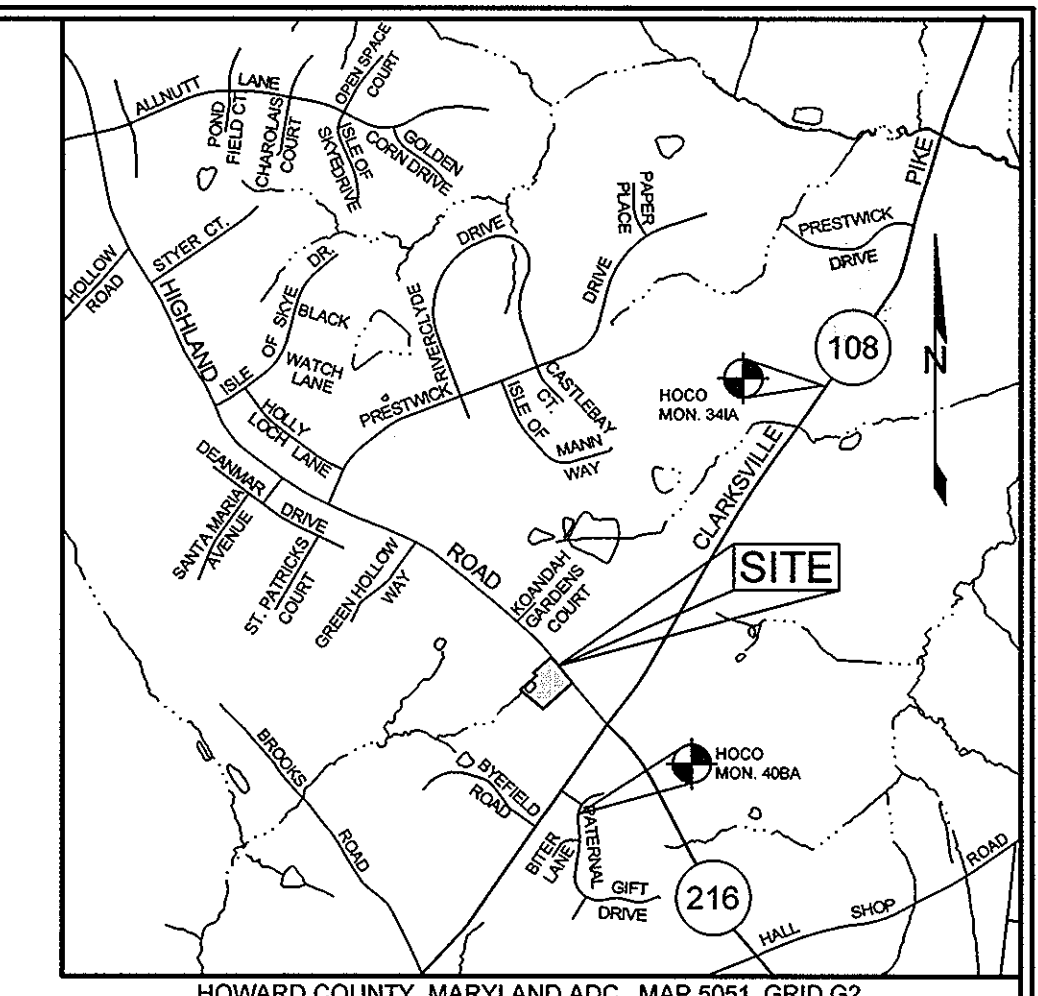 ALLNUTT LANE
POND
FIELD CT.
CHAROLAIS
COURT
OPEN SPACE
COURT
ISLE OF
SKYEDRIVE
GOLDEN
CORN DRIVE
PAPER
PLACE
DRIVE
PIKE
PRESTWICK
DRIVE
HOLLOW
ROAD
STYER CT.
HIGHLAND
ISLE OF SKYE DR.
BLACK
WATCH
LANE
RIVERCLYDE DRIVE
108
N
HOCO
MON. 34IA
HOLLY
LOCH LANE
PRESTWICK
CASTLEBAY
CT.
ISLE OF
MANN
WAY
CLARKSVILLE
DEANMAR
DRIVE
SANTA MARIA
AVENUE
ST. PATRICKS
COURT
GREEN HOLLOW
WAY
ROAD
KOANDAH
GARDENS
COURT
SITE
BROOKS
ROAD
BYEFIELD
ROAD
HOCO
MON. 40BA
BITER
LANE
PATERNAL
GIFT
DRIVE
216
HALL SHOP ROAD
HOWARD COUNTY, MARYLAND ADC MAP 5051, GRID G2